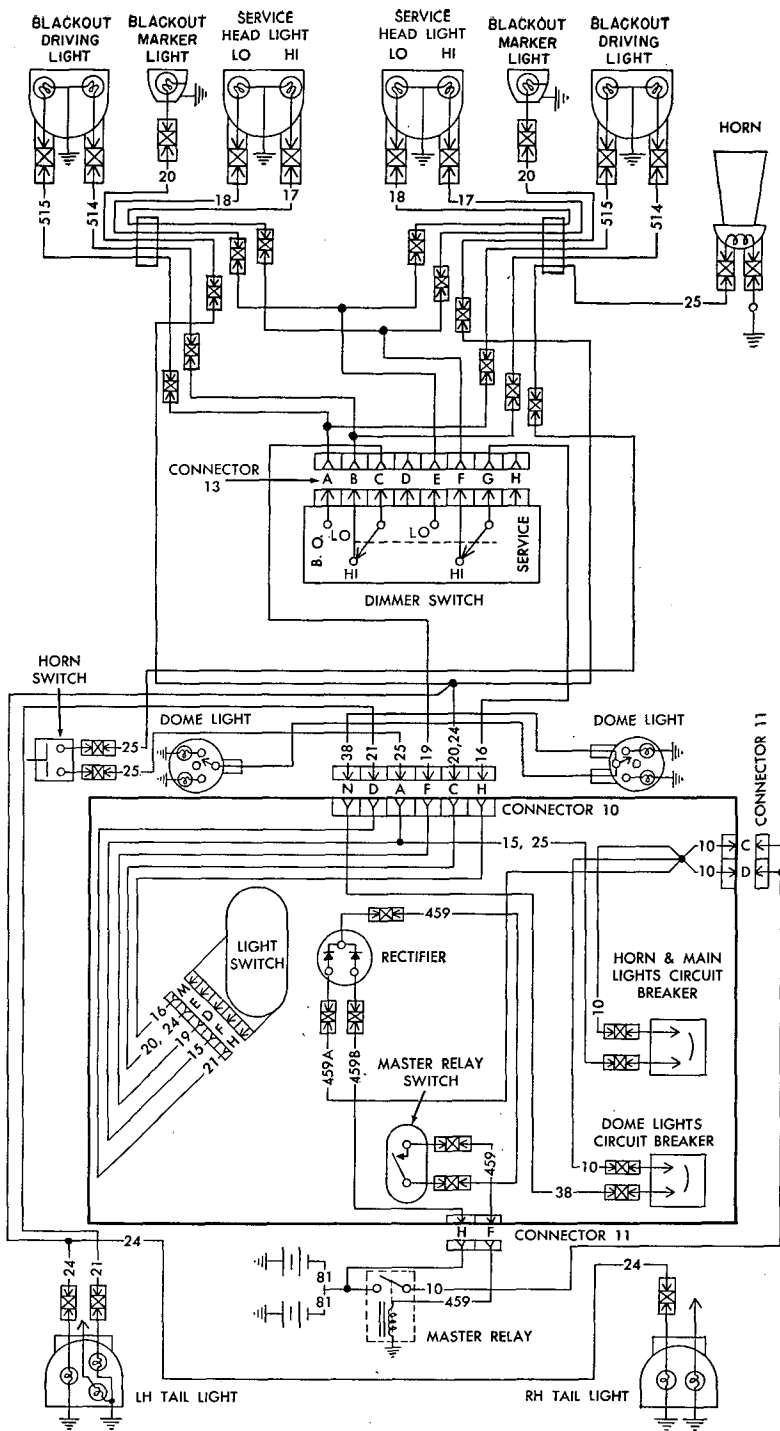 BLACKOUT
DRIVING
LIGHT
BLACKOUT
MARKER
LIGHT
SERVICE
HEAD LIGHT
LO HI
SERVICE
HEAD LIGHT
LO HI
BLACKOUT
MARKER
LIGHT
BLACKOUT
DRIVING
LIGHT
HORN
515
514
20
18
17
18
17
20
515
514
25
CONNECTOR
13
A B C D E F G H
B. O.
LO
LO
HI
HI
SERVICE
DIMMER SWITCH
HORN
SWITCH
25
25
DOME LIGHT
38
21
25
19
20,24
16
DOME LIGHT
CONNECTOR 11
N D A F C H
CONNECTOR 10
15, 25
10 C
10 D
459
LIGHT
SWITCH
RECTIFIER
HORN & MAIN
LIGHTS CIRCUIT
BREAKER
10
16 M
20, 24 E
19 D
15 F
21 H
459A
459B
MASTER RELAY
SWITCH
459
DOME LIGHTS
CIRCUIT BREAKER
10
38
H F
CONNECTOR 11
24
24
21
81
81
10
459
MASTER RELAY
24
LH TAIL LIGHT
RH TAIL LIGHT